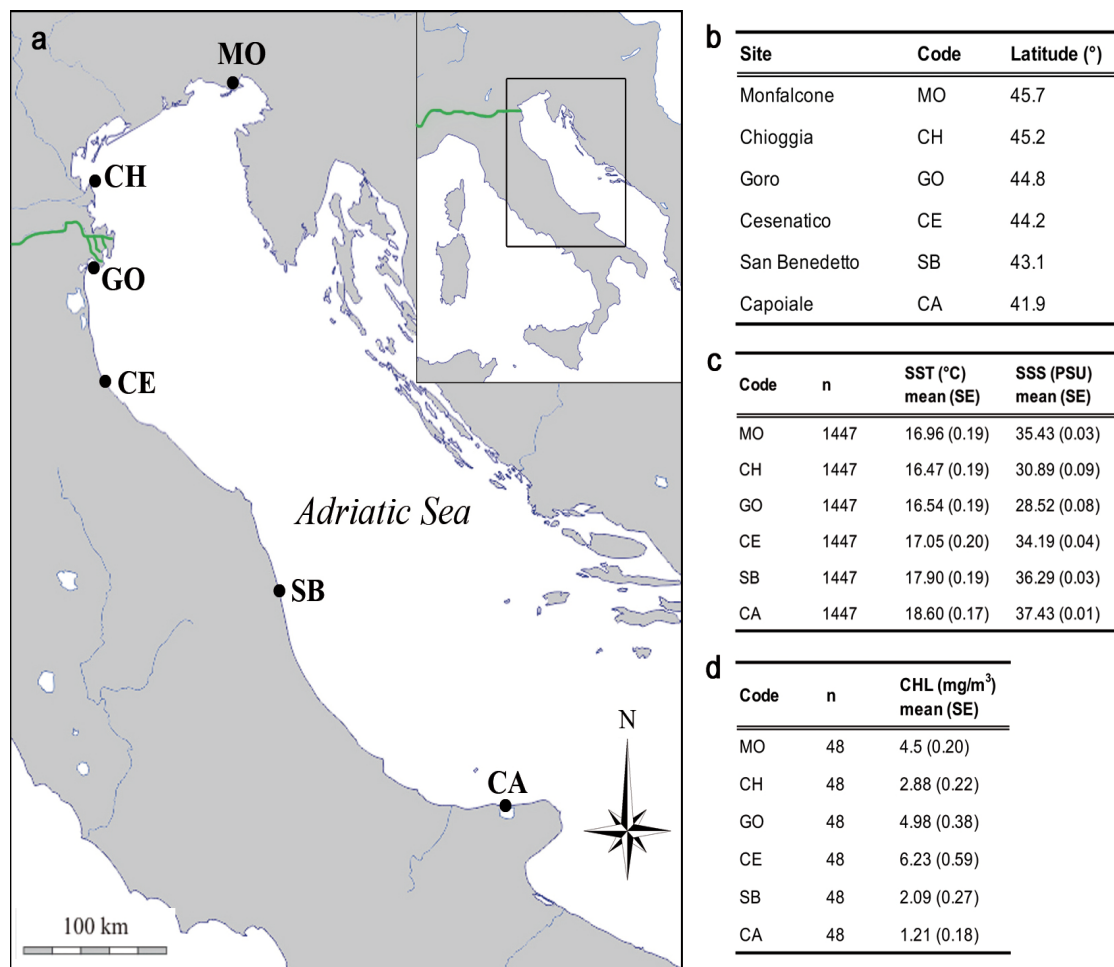 a
MO
CH
GO
CE
Adriatic Sea
SB
CA
N
100 km
b
Site Code Latitude (°)
Monfalcone MO 45.7
Chioggia CH 45.2
Goro GO 44.8
Cesenatico CE 44.2
San Benedetto SB 43.1
Capoiale CA 41.9
c
Code n SST (°C) mean (SE) SSS (PSU) mean (SE)
MO 1447 16.96 (0.19) 35.43 (0.03)
CH 1447 16.47 (0.19) 30.89 (0.09)
GO 1447 16.54 (0.19) 28.52 (0.08)
CE 1447 17.05 (0.20) 34.19 (0.04)
SB 1447 17.90 (0.19) 36.29 (0.03)
CA 1447 18.60 (0.17) 37.43 (0.01)
d
Code n CHL (mg/m³) mean (SE)
MO 48 4.5 (0.20)
CH 48 2.88 (0.22)
GO 48 4.98 (0.38)
CE 48 6.23 (0.59)
SB 48 2.09 (0.27)
CA 48 1.21 (0.18)